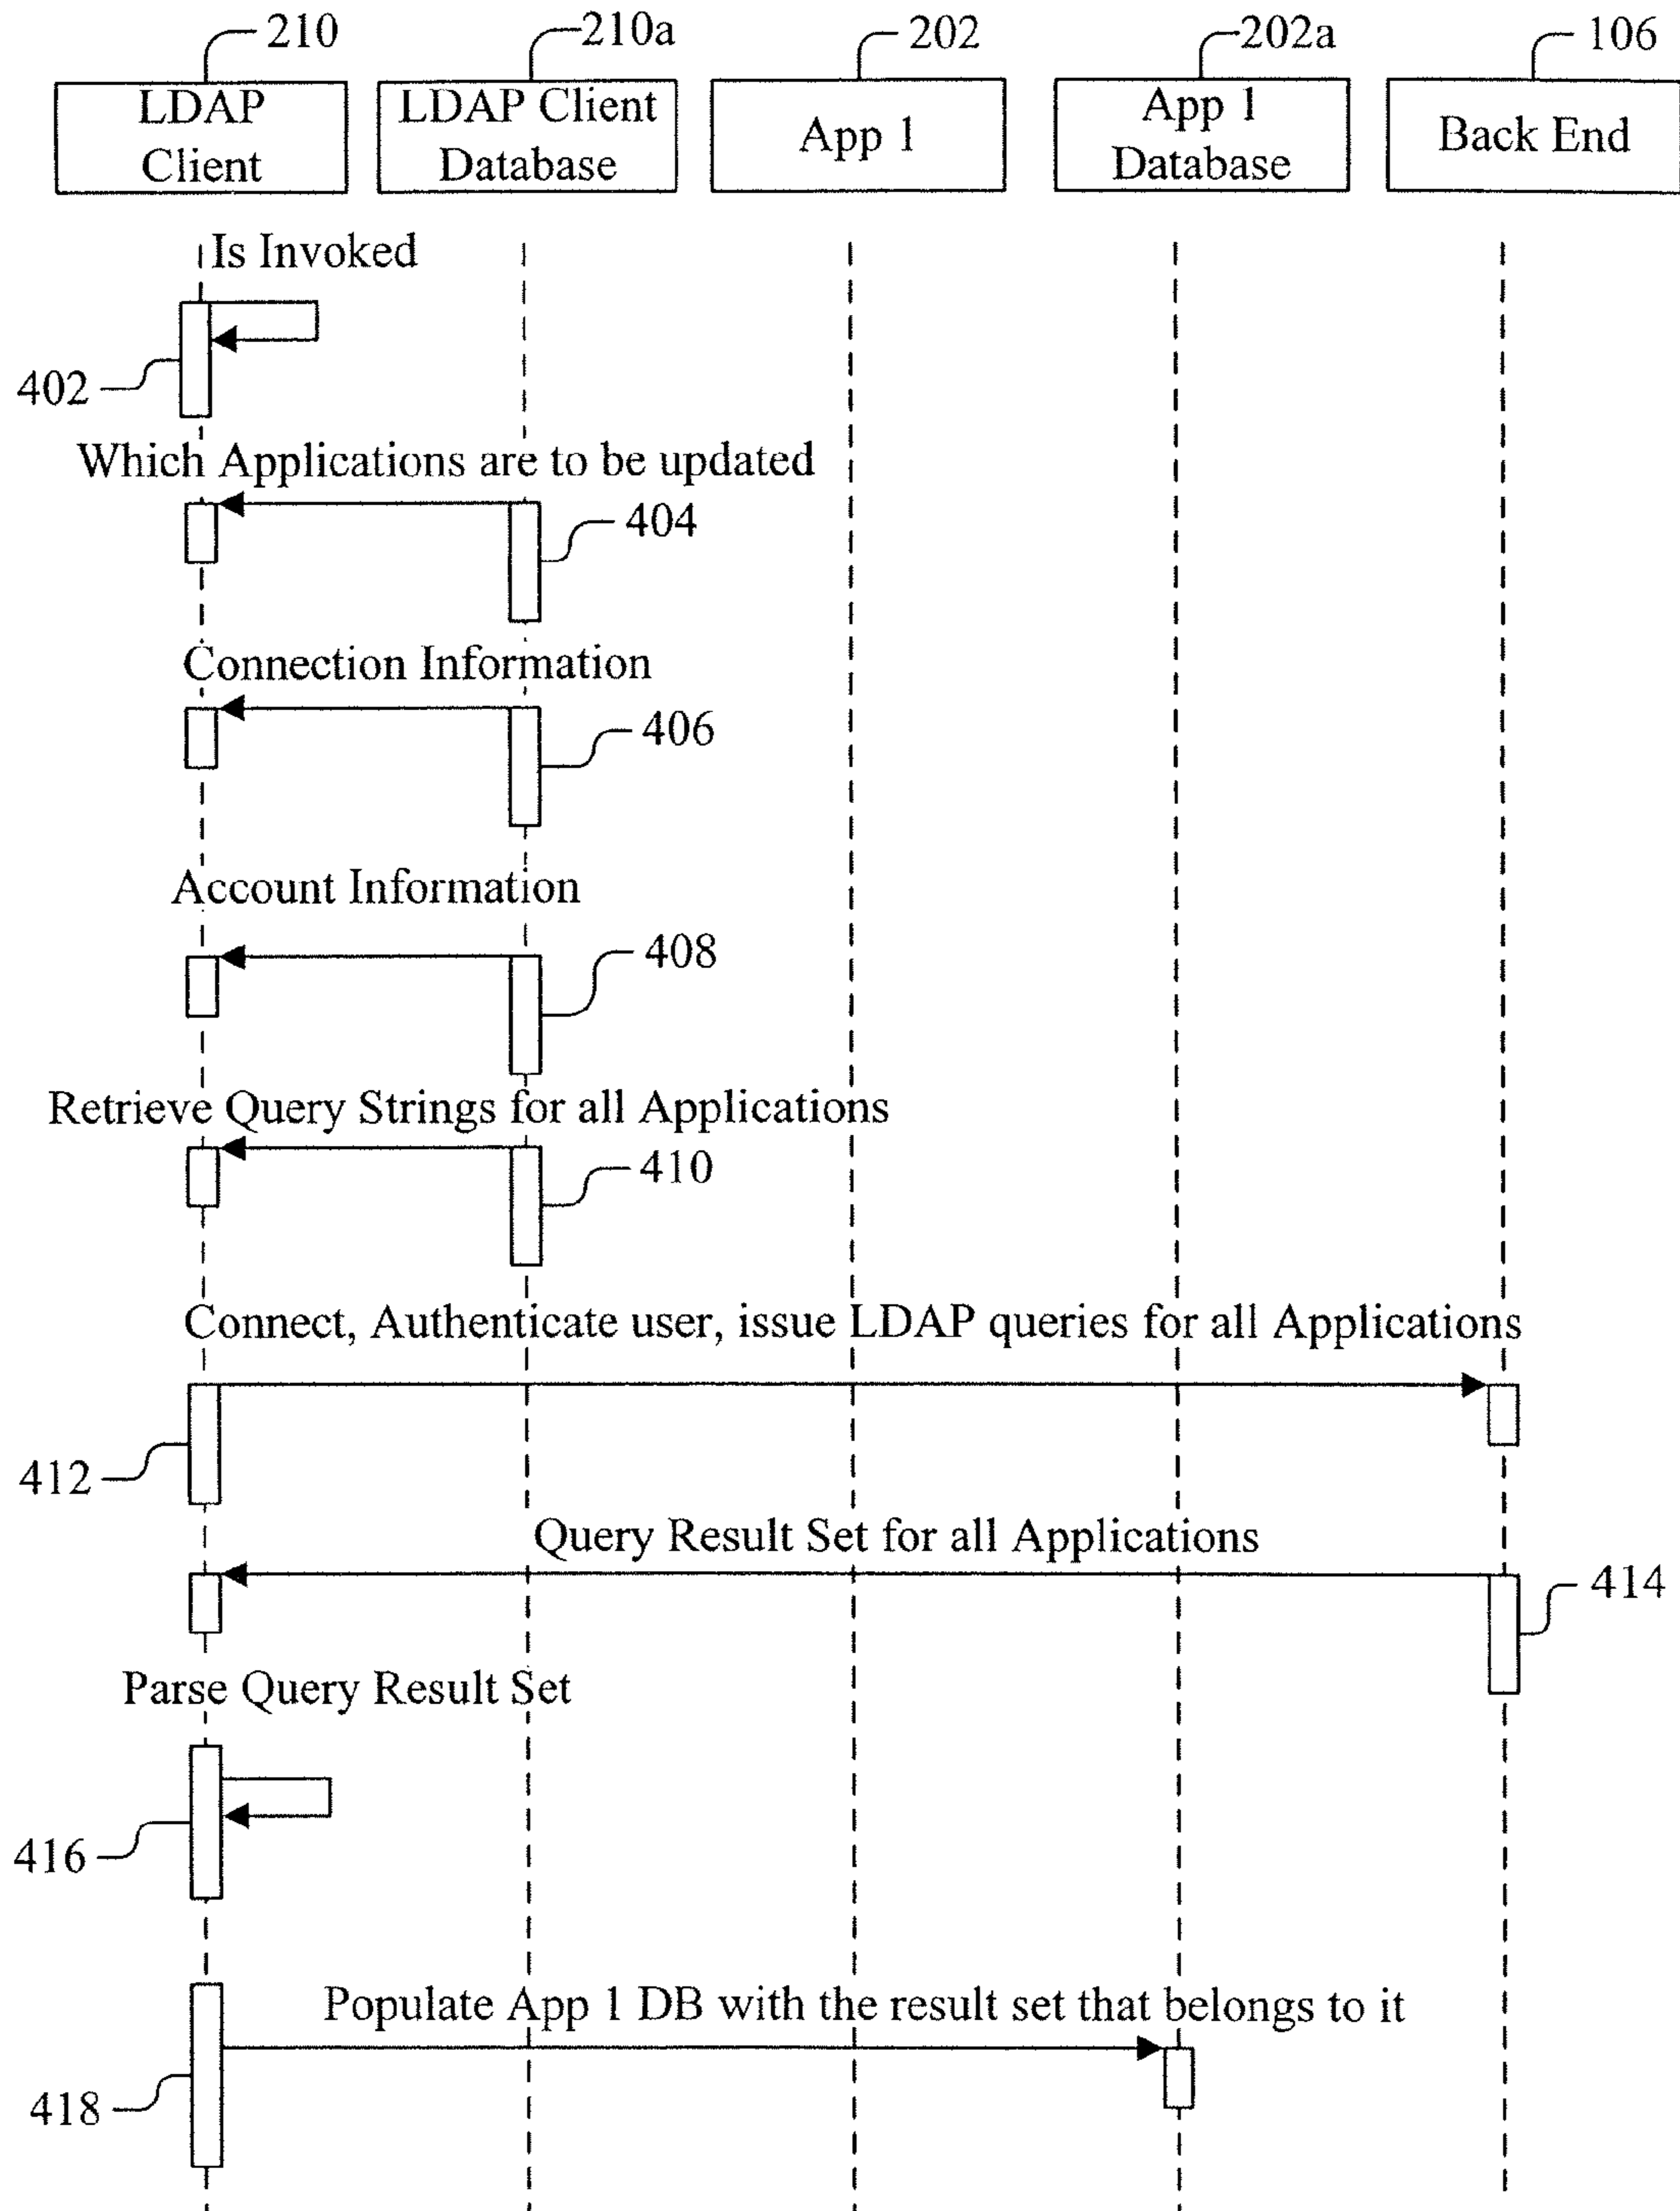 210
210a
202
202a
106
LDAP
Client
LDAP Client
Database
App 1
App 1
Database
Back End
Is Invoked
402
Which Applications are to be updated
404
Connection Information
406
Account Information
408
Retrieve Query Strings for all Applications
410
Connect, Authenticate user, issue LDAP queries for all Applications
412
Query Result Set for all Applications
414
Parse Query Result Set
416
Populate App 1 DB with the result set that belongs to it
418